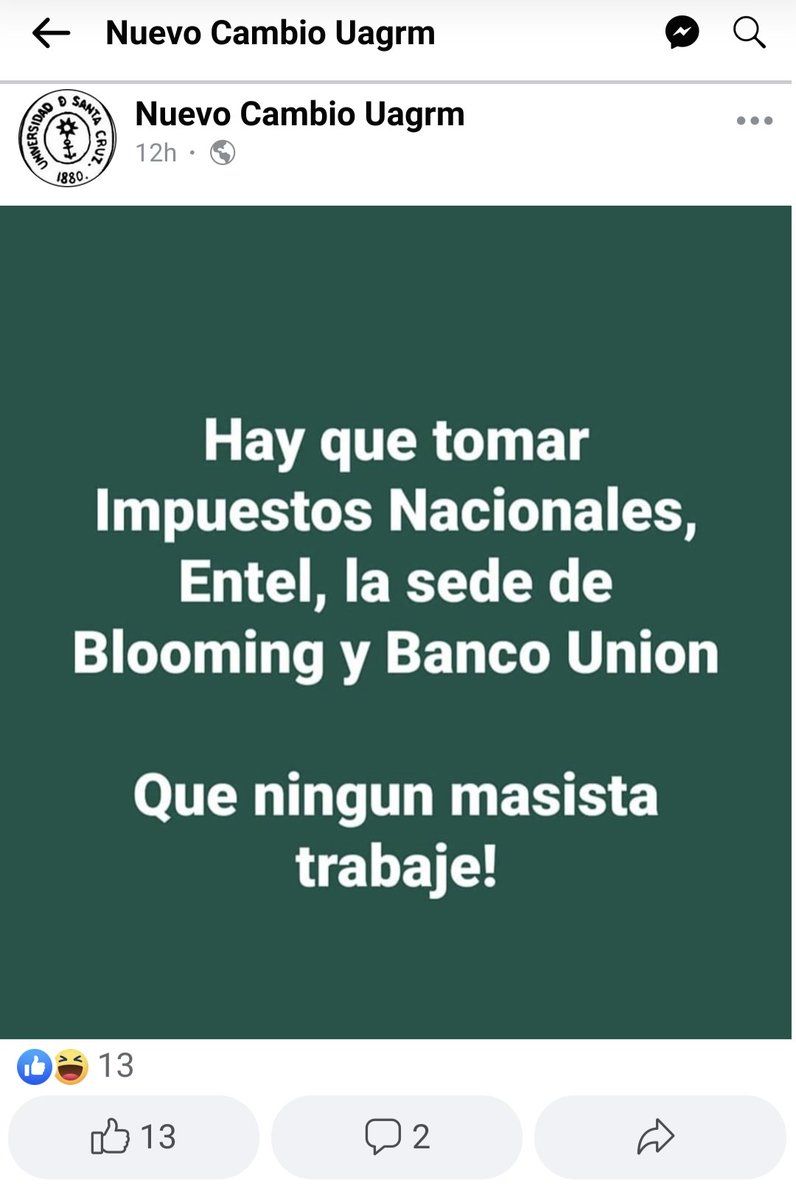 Nuevo Cambio Uagrm
UNIVERSIDAD D SANTA CRUZ.
1880.
Nuevo Cambio Uagrm
12h ·
Hay que tomar
Impuestos Nacionales,
Entel, la sede de
Blooming y Banco Union
Que ningun masista
trabaje!
13
13
2